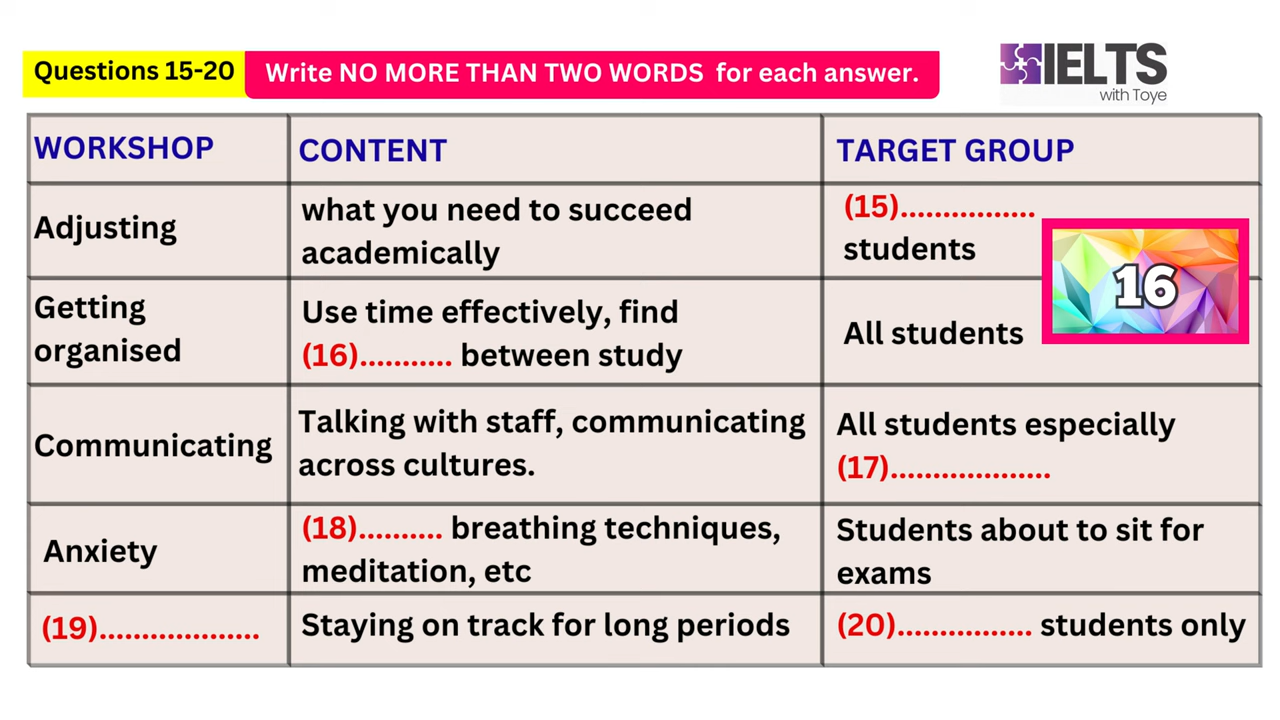 Questions 15-20
Write NO MORE THAN TWO WORDS for each answer.
IELTS
with Toye
WORKSHOP
CONTENT
TARGET GROUP
Adjusting
what you need to succeed
academically
(15)................
students
16
Getting
organised
Use time effectively, find
(16)........... between study
All students
Communicating
Talking with staff, communicating
across cultures.
All students especially
(17)...................
Anxiety
(18).......... breathing techniques,
meditation, etc
Students about to sit for
exams
(19)...................
Staying on track for long periods
(20)................ students only